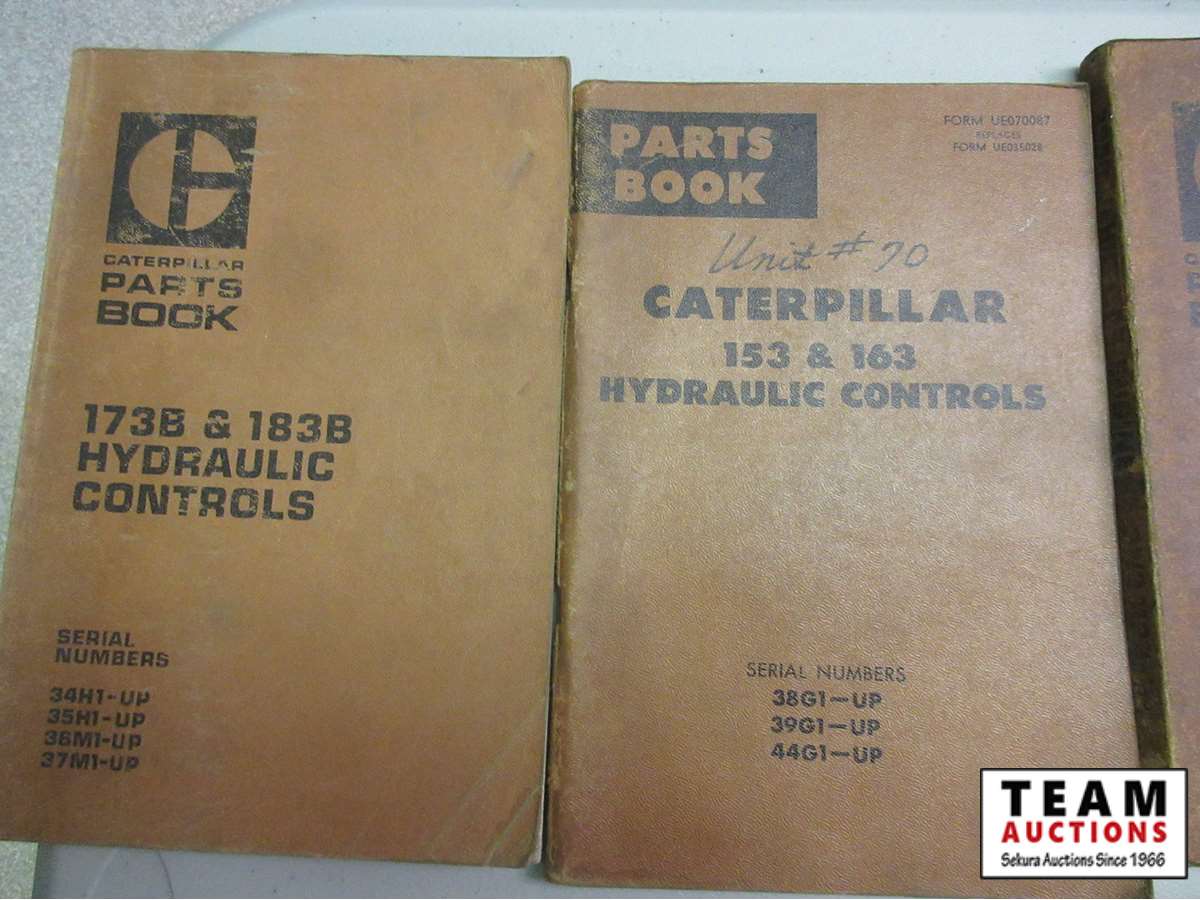 CATERPILLAR
PARTS
BOOK
173B & 183B
HYDRAULIC
CONTROLS
SERIAL
NUMBERS
34H1-UP
35H1-UP
36M1-UP
37M1-UP
PARTS
BOOK
FORM UE070087
REPLACES
FORM UE035028
Unit # 70
CATERPILLAR
153 & 163
HYDRAULIC CONTROLS
SERIAL NUMBERS
38G1—UP
39G1—UP
44G1—UP
TEAM
AUCTIONS
Sekura Auctions Since 1966